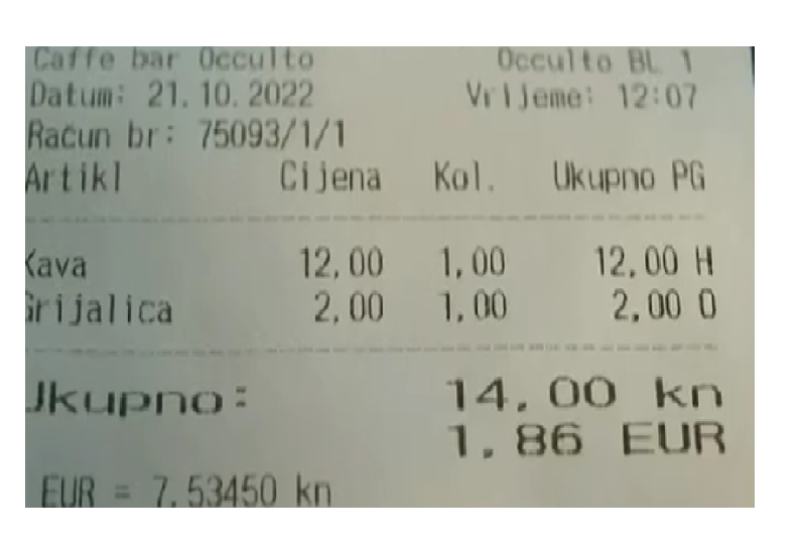 Caffe bar Occulto Occulto BL 1
Datum: 21.10.2022 Vrijeme: 12:07
Račun br: 75093/1/1
Artikl Cijena Kol. Ukupno PG
Kava 12,00 1,00 12,00 H
Grijalica 2,00 1,00 2,00 O
Ukupno: 14,00 kn
1,86 EUR
EUR = 7.53450 kn